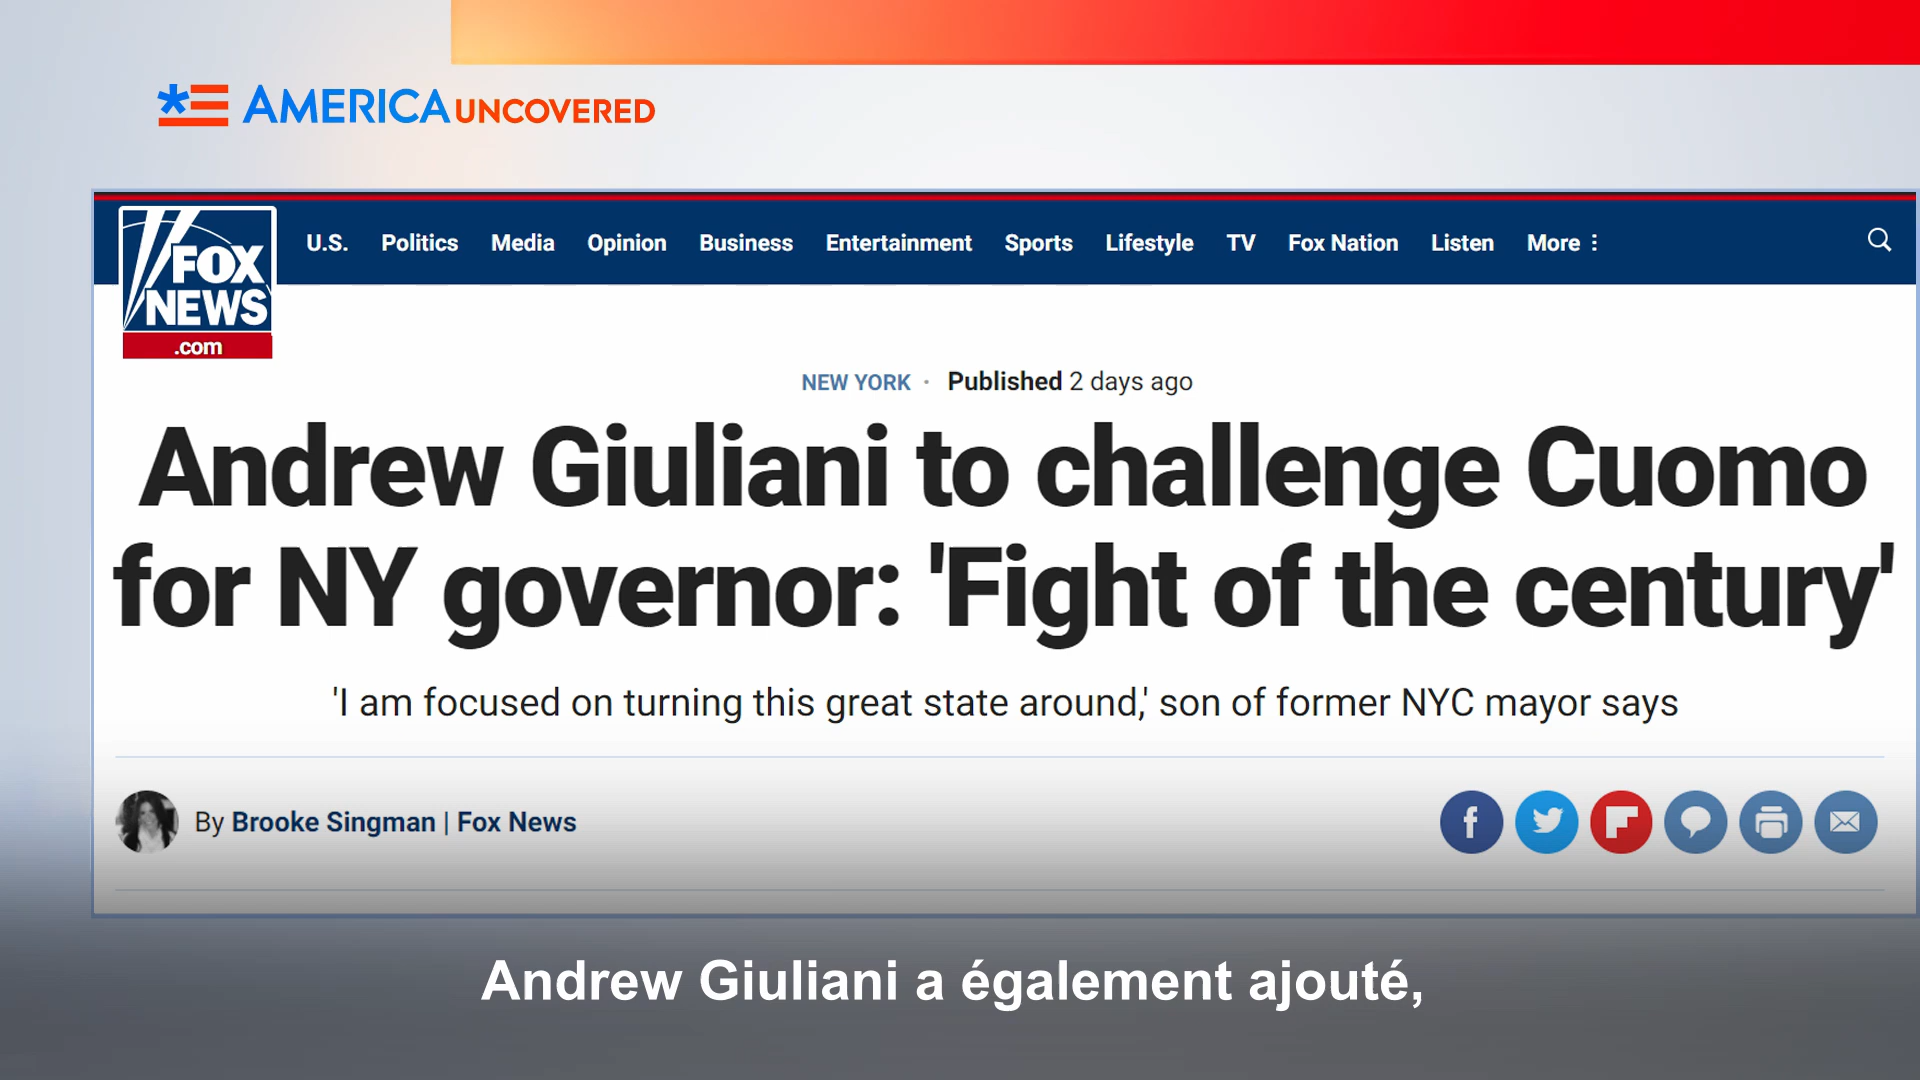 AMERICA UNCOVERED
FOX NEWS .com
U.S. Politics Media Opinion Business Entertainment Sports Lifestyle TV Fox Nation Listen More
NEW YORK · Published 2 days ago
Andrew Giuliani to challenge Cuomo
for NY governor: 'Fight of the century'
'I am focused on turning this great state around,' son of former NYC mayor says
By Brooke Singman | Fox News
Andrew Giuliani a également ajouté,